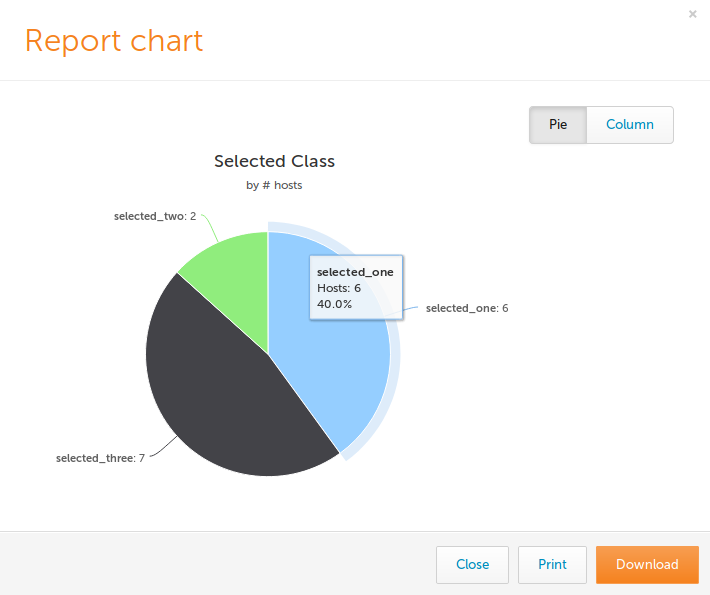 ×
Report chart
Pie
Column
Selected Class
by # hosts
selected_two: 2
selected_one
Hosts: 6
40.0%
selected_one: 6
selected_three: 7
Close
Print
Download